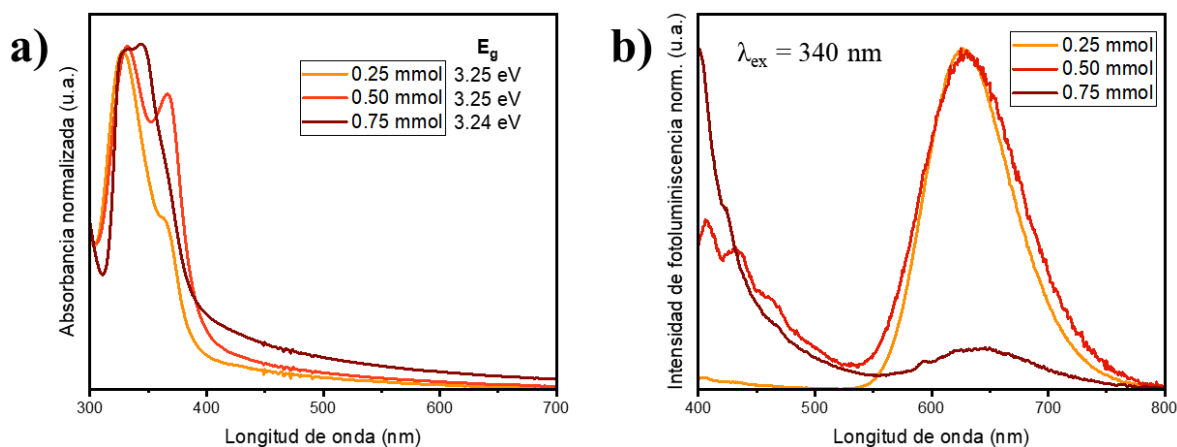 a)
Absorbancia normalizada (u.a.)
E_g
0.25 mmol 3.25 eV
0.50 mmol 3.25 eV
0.75 mmol 3.24 eV
300 400 500 600 700
Longitud de onda (nm)
b)
Intensidad de fotoluminiscencia norm. (u.a.)
λ_ex = 340 nm
0.25 mmol
0.50 mmol
0.75 mmol
400 500 600 700 800
Longitud de onda (nm)